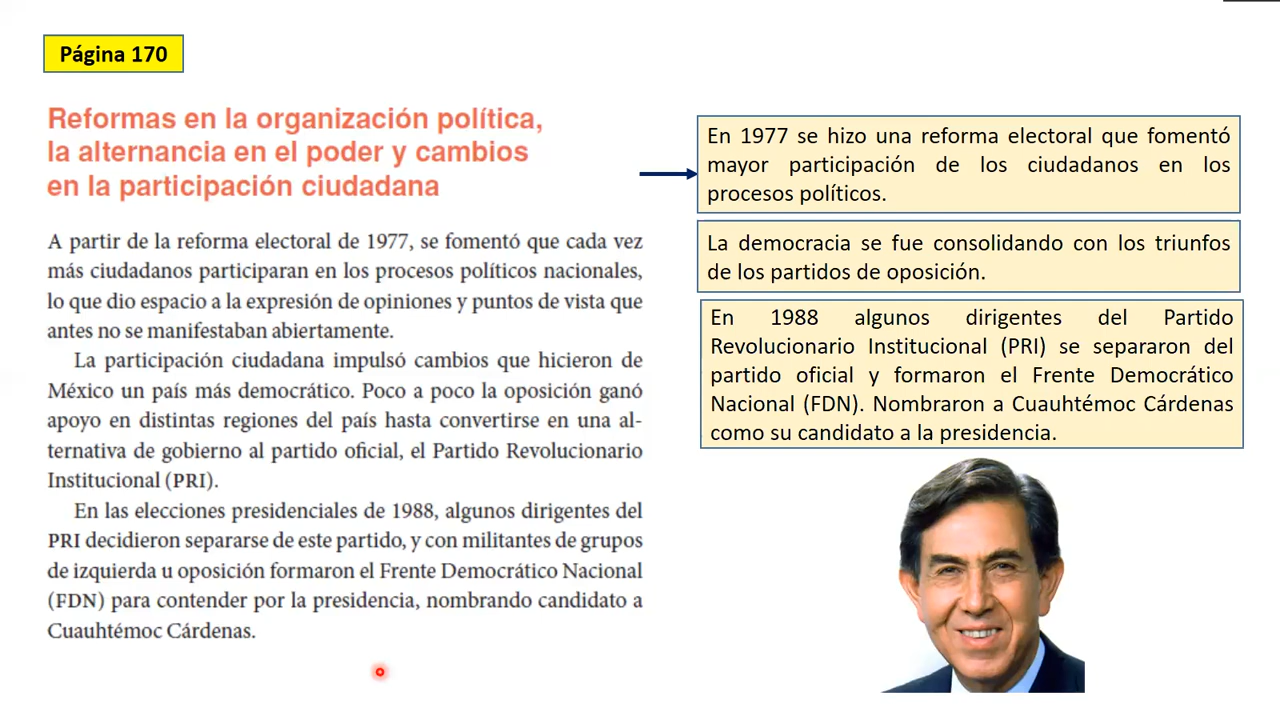 Página 170
Reformas en la organización política,
la alternancia en el poder y cambios
en la participación ciudadana
A partir de la reforma electoral de 1977, se fomentó que cada vez
más ciudadanos participaran en los procesos políticos nacionales,
lo que dio espacio a la expresión de opiniones y puntos de vista que
antes no se manifestaban abiertamente.
La participación ciudadana impulsó cambios que hicieron de
México un país más democrático. Poco a poco la oposición ganó
apoyo en distintas regiones del país hasta convertirse en una al-
ternativa de gobierno al partido oficial, el Partido Revolucionario
Institucional (PRI).
En las elecciones presidenciales de 1988, algunos dirigentes del
PRI decidieron separarse de este partido, y con militantes de grupos
de izquierda u oposición formaron el Frente Democrático Nacional
(FDN) para contender por la presidencia, nombrando candidato a
Cuauhtémoc Cárdenas.
En 1977 se hizo una reforma electoral que fomentó
mayor participación de los ciudadanos en los
procesos políticos.
La democracia se fue consolidando con los triunfos
de los partidos de oposición.
En 1988 algunos dirigentes del Partido
Revolucionario Institucional (PRI) se separaron del
partido oficial y formaron el Frente Democrático
Nacional (FDN). Nombraron a Cuauhtémoc Cárdenas
como su candidato a la presidencia.